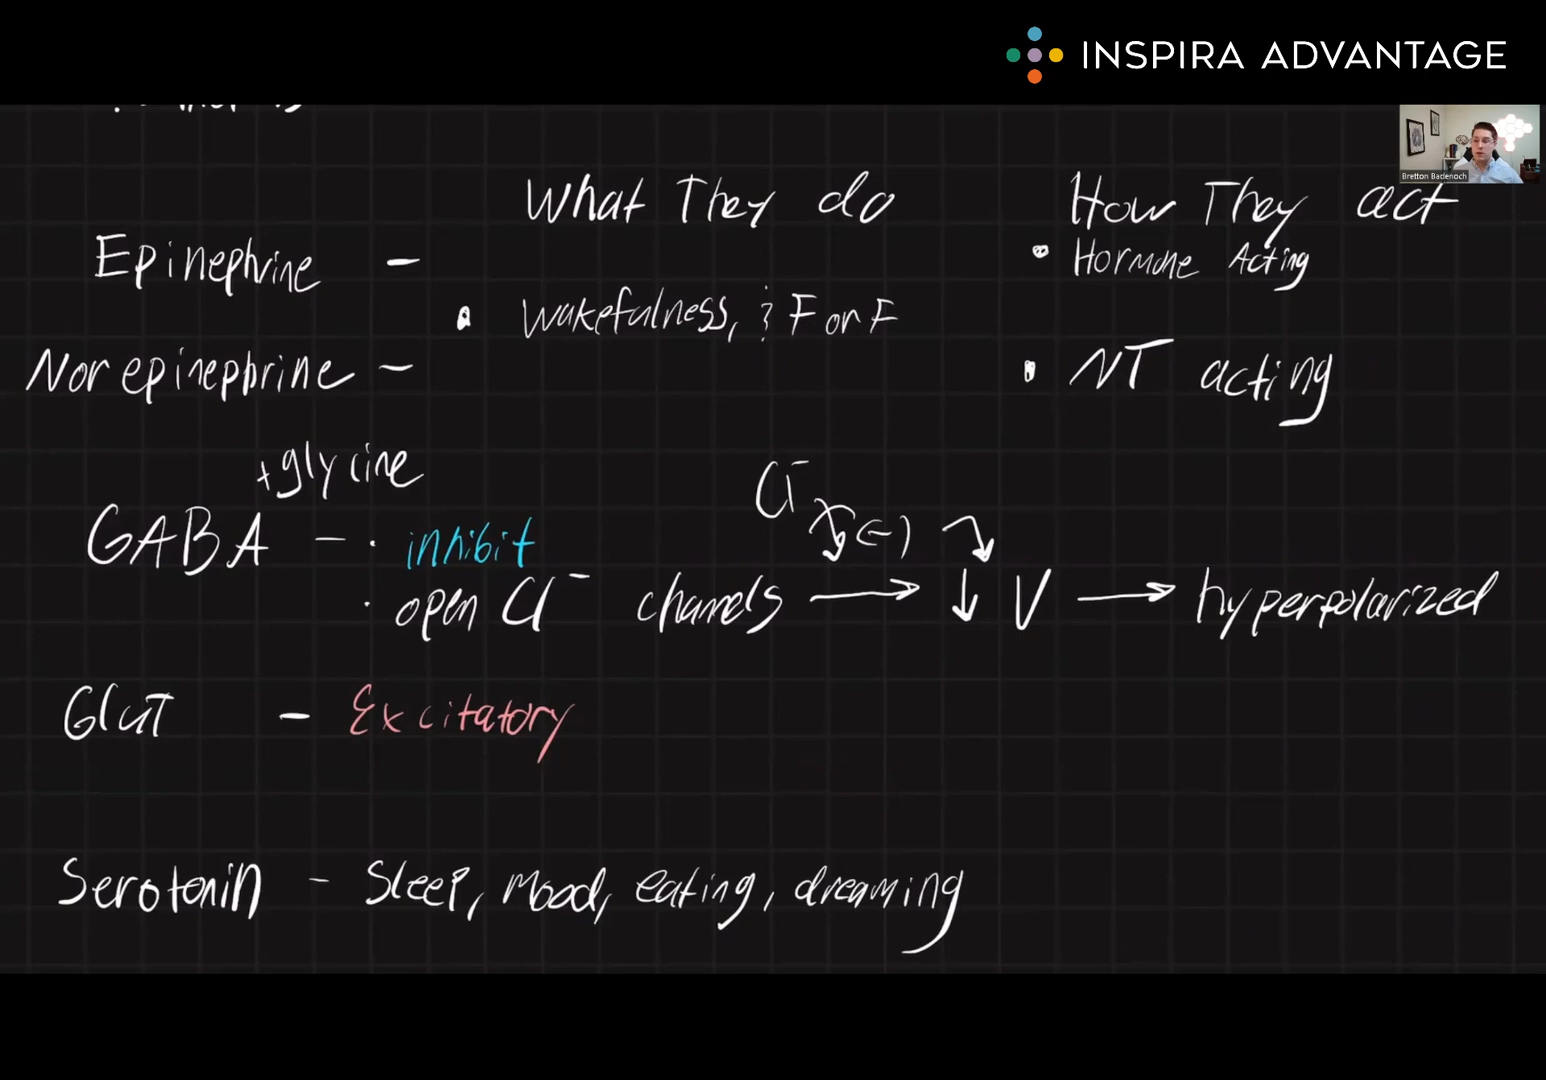 INSPIRA ADVANTAGE
Bretton Badenoch
What They do
How They act
Epinephrine -
• Hormone Acting
• wakefulness, & F or F
Norepinephrine -
• NT acting
+glycine
Cl⁻
GABA - · inhibit
(-)
· open Cl⁻ channels → ↓ V → hyperpolarized
Glut - Excitatory
Serotonin - Sleep, Mood, eating, dreaming